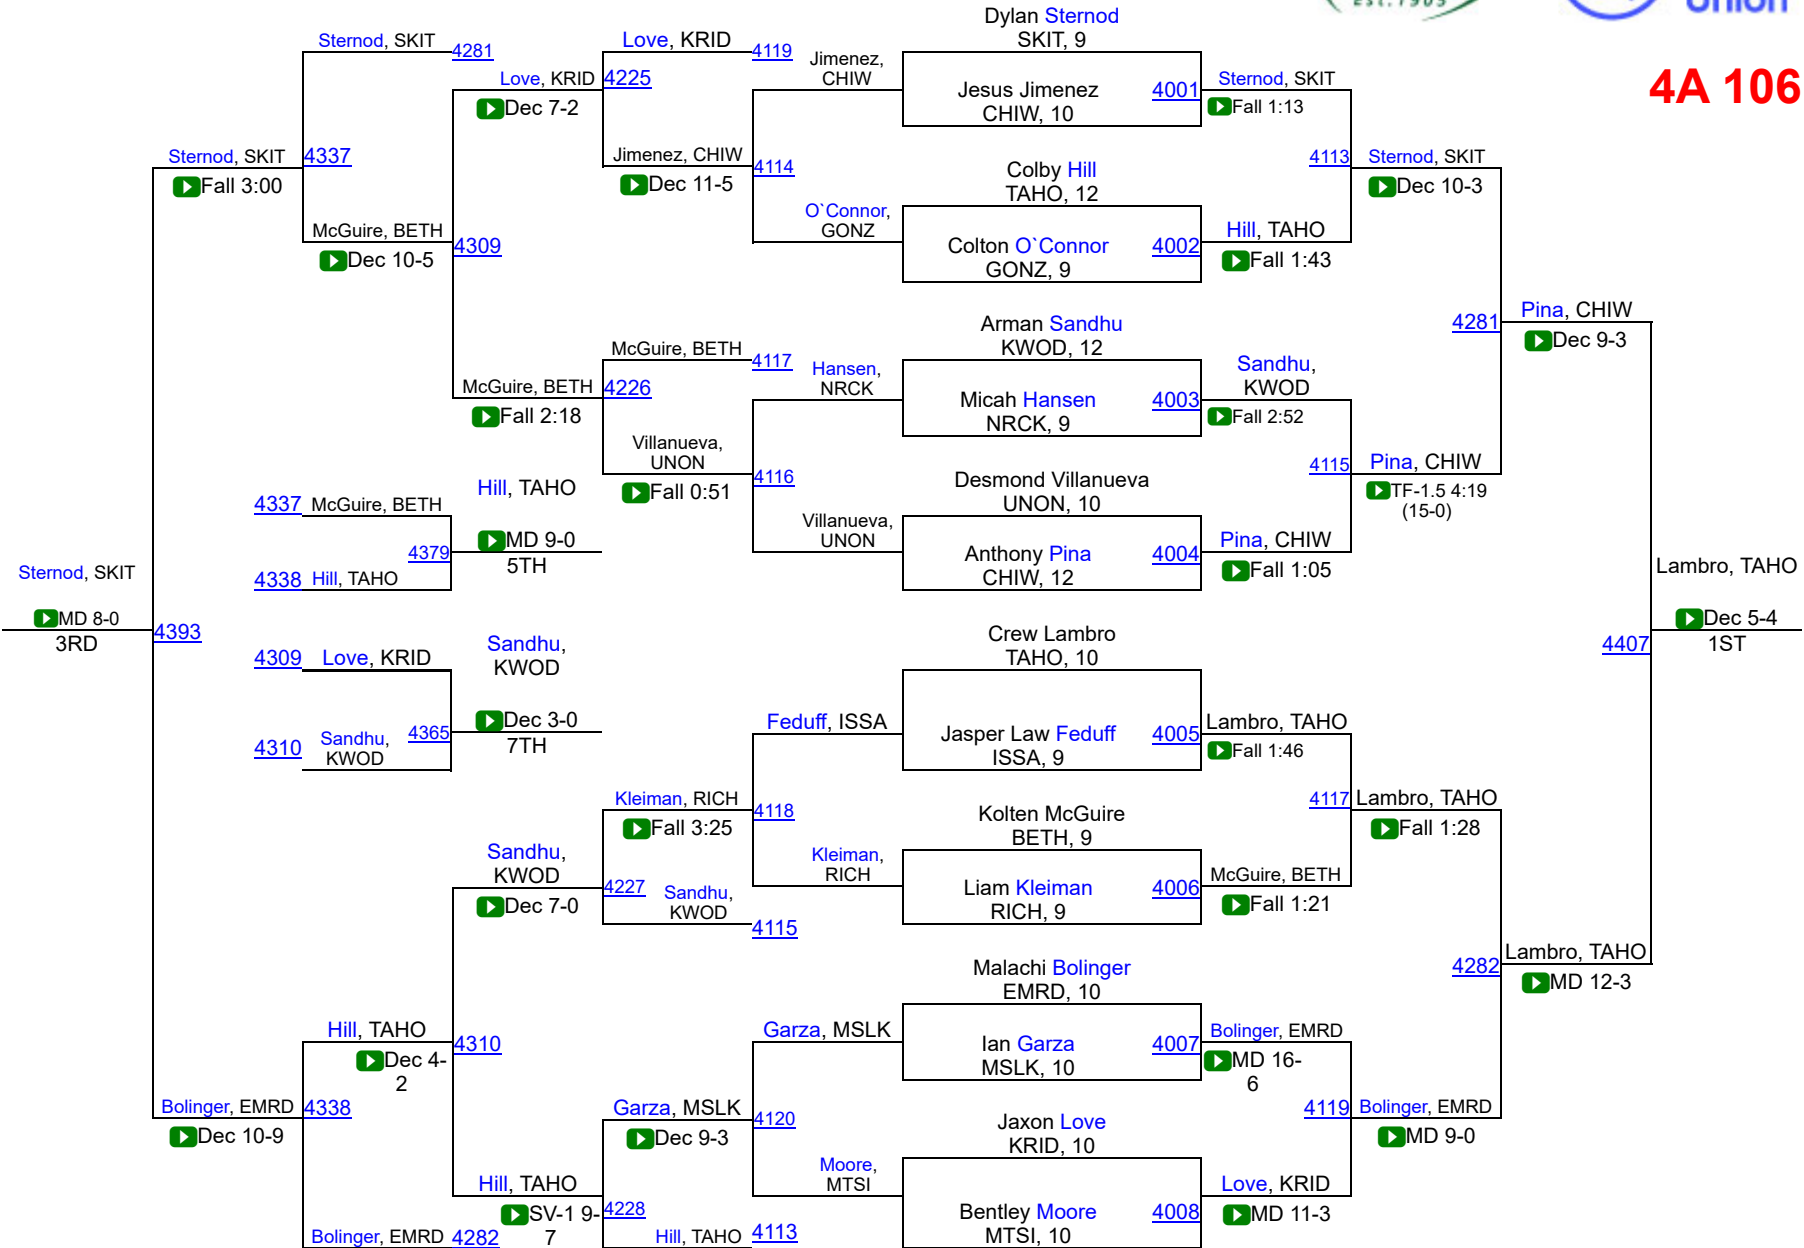 EST. 1905
Union
4A 106
Dylan Sternod
SKIT, 9
Jesus Jimenez
CHIW, 10
4001
Colby Hill
TAHO, 12
Colton O`Connor
GONZ, 9
4002
Arman Sandhu
KWOD, 12
Micah Hansen
NRCK, 9
4003
Desmond Villanueva
UNON, 10
Anthony Pina
CHIW, 12
4004
Crew Lambro
TAHO, 10
Jasper Law Feduff
ISSA, 9
4005
Kolten McGuire
BETH, 9
Liam Kleiman
RICH, 9
4006
Malachi Bolinger
EMRD, 10
Ian Garza
MSLK, 10
4007
Jaxon Love
KRID, 10
Bentley Moore
MTSI, 10
4008
Sternod, SKIT
Fall 1:13
4113
Hill, TAHO
Fall 1:43
Sandhu,
KWOD
Fall 2:52
4115
Pina, CHIW
Fall 1:05
Lambro, TAHO
Fall 1:46
4117
McGuire, BETH
Fall 1:21
Bolinger, EMRD
MD 16-
6
4119
Love, KRID
MD 11-3
Sternod, SKIT
Dec 10-3
4281
Pina, CHIW
TF-1.5 4:19
(15-0)
Lambro, TAHO
Fall 1:28
4282
Bolinger, EMRD
MD 9-0
Pina, CHIW
Dec 9-3
4407
Lambro, TAHO
MD 12-3
Lambro, TAHO
Dec 5-4
1ST
Jimenez,
CHIW
4114
O`Connor,
GONZ
Hansen,
NRCK
4116
Villanueva,
UNON
Feduff, ISSA
4118
Kleiman,
RICH
Garza, MSLK
4120
Moore,
MTSI
Love, KRID
4119
4225
Jimenez, CHIW
Dec 11-5
McGuire, BETH
4117
4226
Villanueva,
UNON
Fall 0:51
Kleiman, RICH
Fall 3:25
4227
Sandhu,
KWOD
4115
Garza, MSLK
Dec 9-3
4228
Hill, TAHO
4113
Love, KRID
Dec 7-2
4309
McGuire, BETH
Fall 2:18
Sandhu,
KWOD
Dec 7-0
4310
Hill, TAHO
SV-1 9-
7
Sternod, SKIT
4281
4337
McGuire, BETH
Dec 10-5
Hill, TAHO
Dec 4-
2
4338
Bolinger, EMRD
4282
Sternod, SKIT
Fall 3:00
4393
Bolinger, EMRD
Dec 10-9
Sternod, SKIT
MD 8-0
3RD
4337
McGuire, BETH
4379
4338
Hill, TAHO
Hill, TAHO
MD 9-0
5TH
4309
Love, KRID
4365
4310
Sandhu,
KWOD
Sandhu,
KWOD
Dec 3-0
7TH